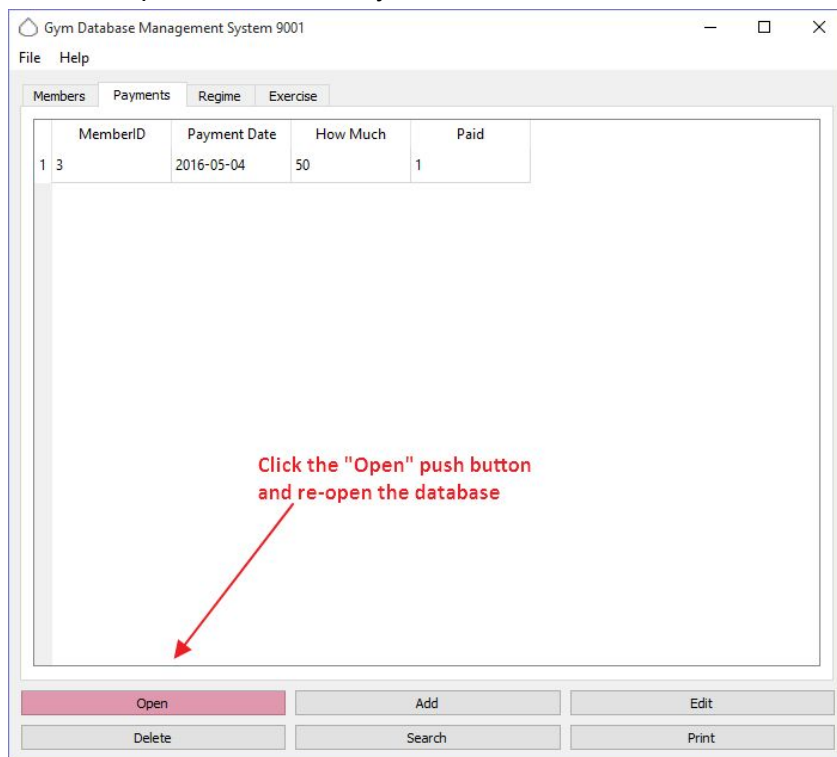 Gym Database Management System 9001
File Help
Members Payments Regime Exercise
MemberID Payment Date How Much Paid
1 3 2016-05-04 50 1
Click the "Open" push button
and re-open the database
Open Add Edit
Delete Search Print